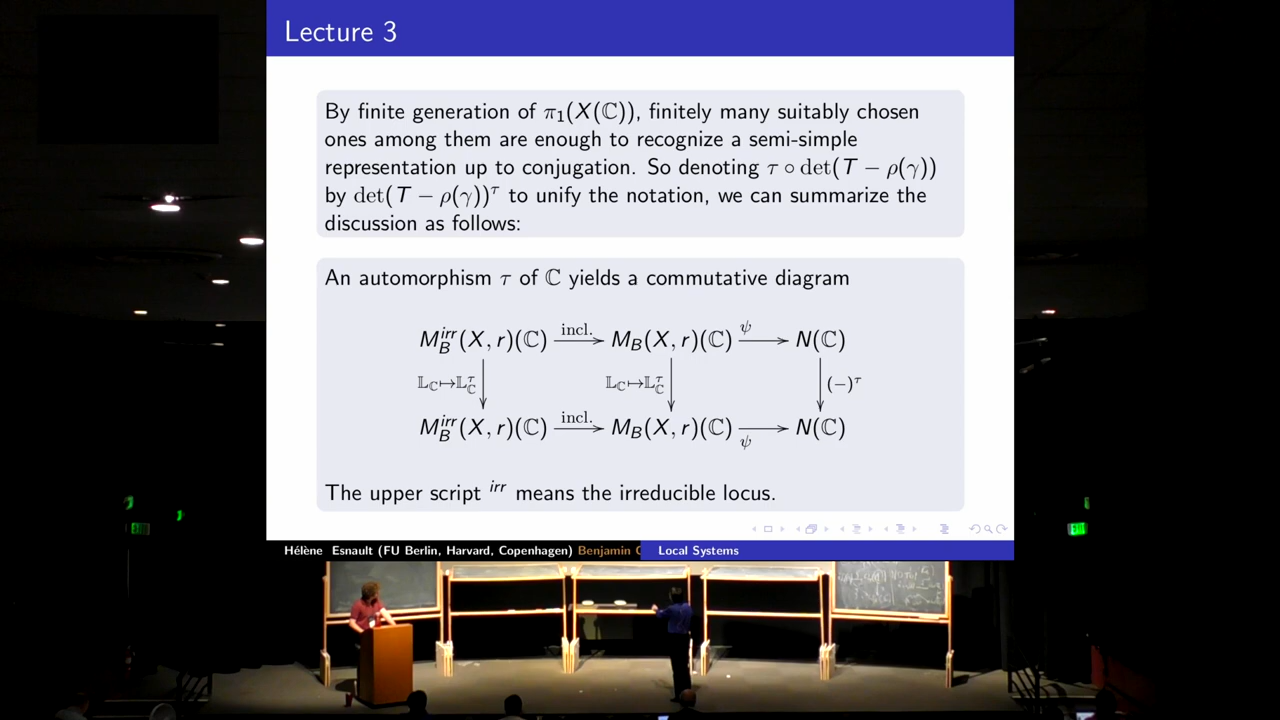 Lecture 3
By finite generation of π₁(X(ℂ)), finitely many suitably chosen
ones among them are enough to recognize a semi-simple
representation up to conjugation. So denoting τ ∘ det(T − ρ(γ))
by det(T − ρ(γ))^τ to unify the notation, we can summarize the
discussion as follows:
An automorphism τ of ℂ yields a commutative diagram
M_B^{irr}(X, r)(ℂ) —incl.→ M_B(X, r)(ℂ) —ψ→ N(ℂ)
𝕃_ℂ↦𝕃_ℂ^τ 𝕃_ℂ↦𝕃_ℂ^τ (−)^τ
M_B^{irr}(X, r)(ℂ) —incl.→ M_B(X, r)(ℂ) —ψ→ N(ℂ)
The upper script ^{irr} means the irreducible locus.
Hélène Esnault (FU Berlin, Harvard, Copenhagen) Benjamin Local Systems